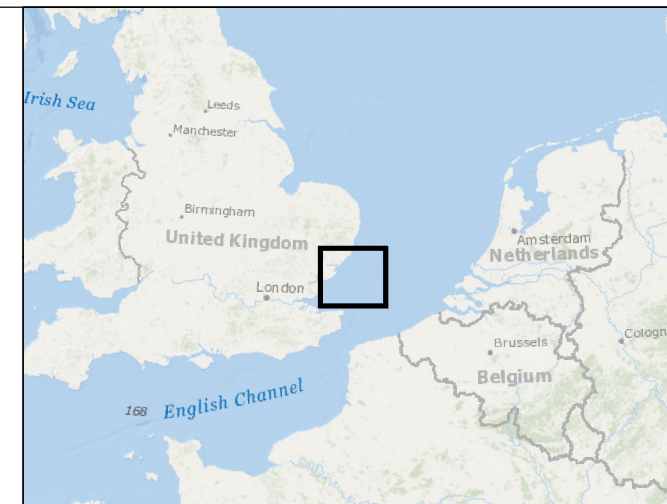 Irish Sea
Leeds
Manchester
Birmingham
United Kingdom
Amsterdam
Netherlands
London
Brussels
Cologn
Belgium
168
English Channel